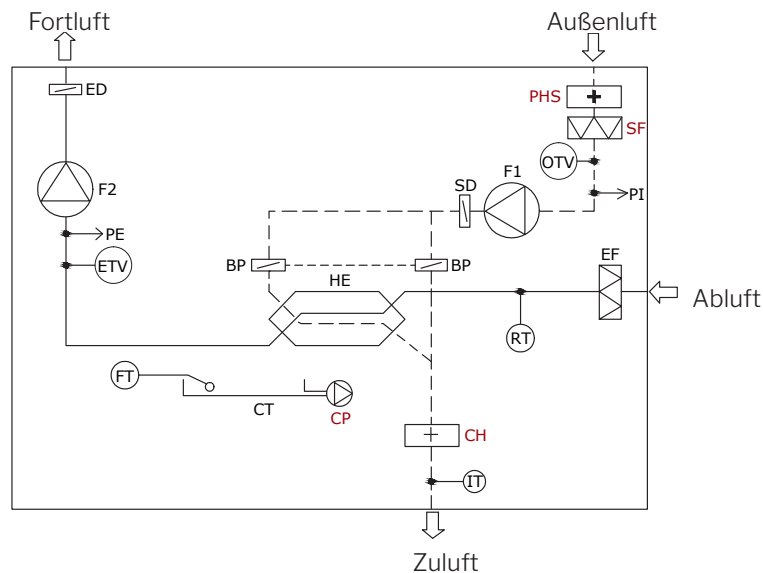 Fortluft
Außenluft
ED
PHS
SF
OTV
F1
SD
F2
PI
PE
ETV
BP
BP
EF
HE
Abluft
RT
FT
CT
CP
CH
IT
Zuluft